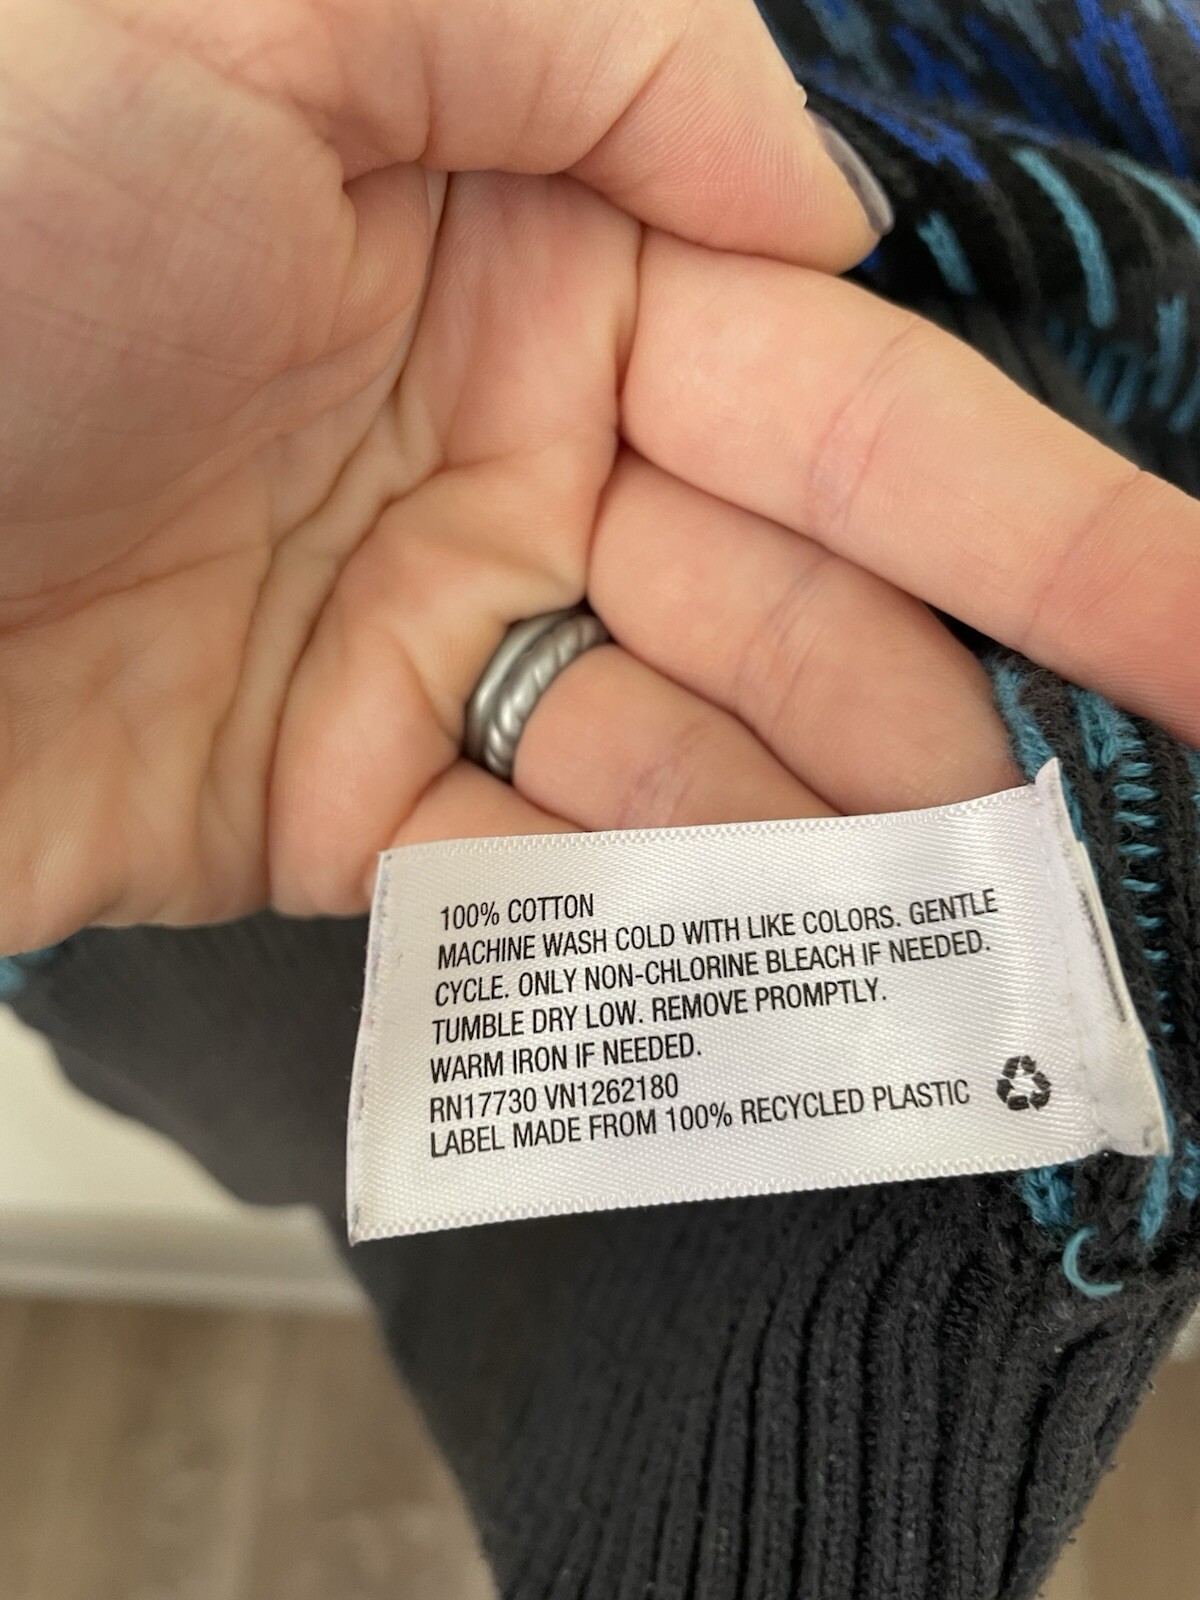 100% COTTON
MACHINE WASH COLD WITH LIKE COLORS. GENTLE
CYCLE. ONLY NON-CHLORINE BLEACH IF NEEDED.
TUMBLE DRY LOW. REMOVE PROMPTLY.
WARM IRON IF NEEDED.
RN17730 VN1262180
LABEL MADE FROM 100% RECYCLED PLASTIC